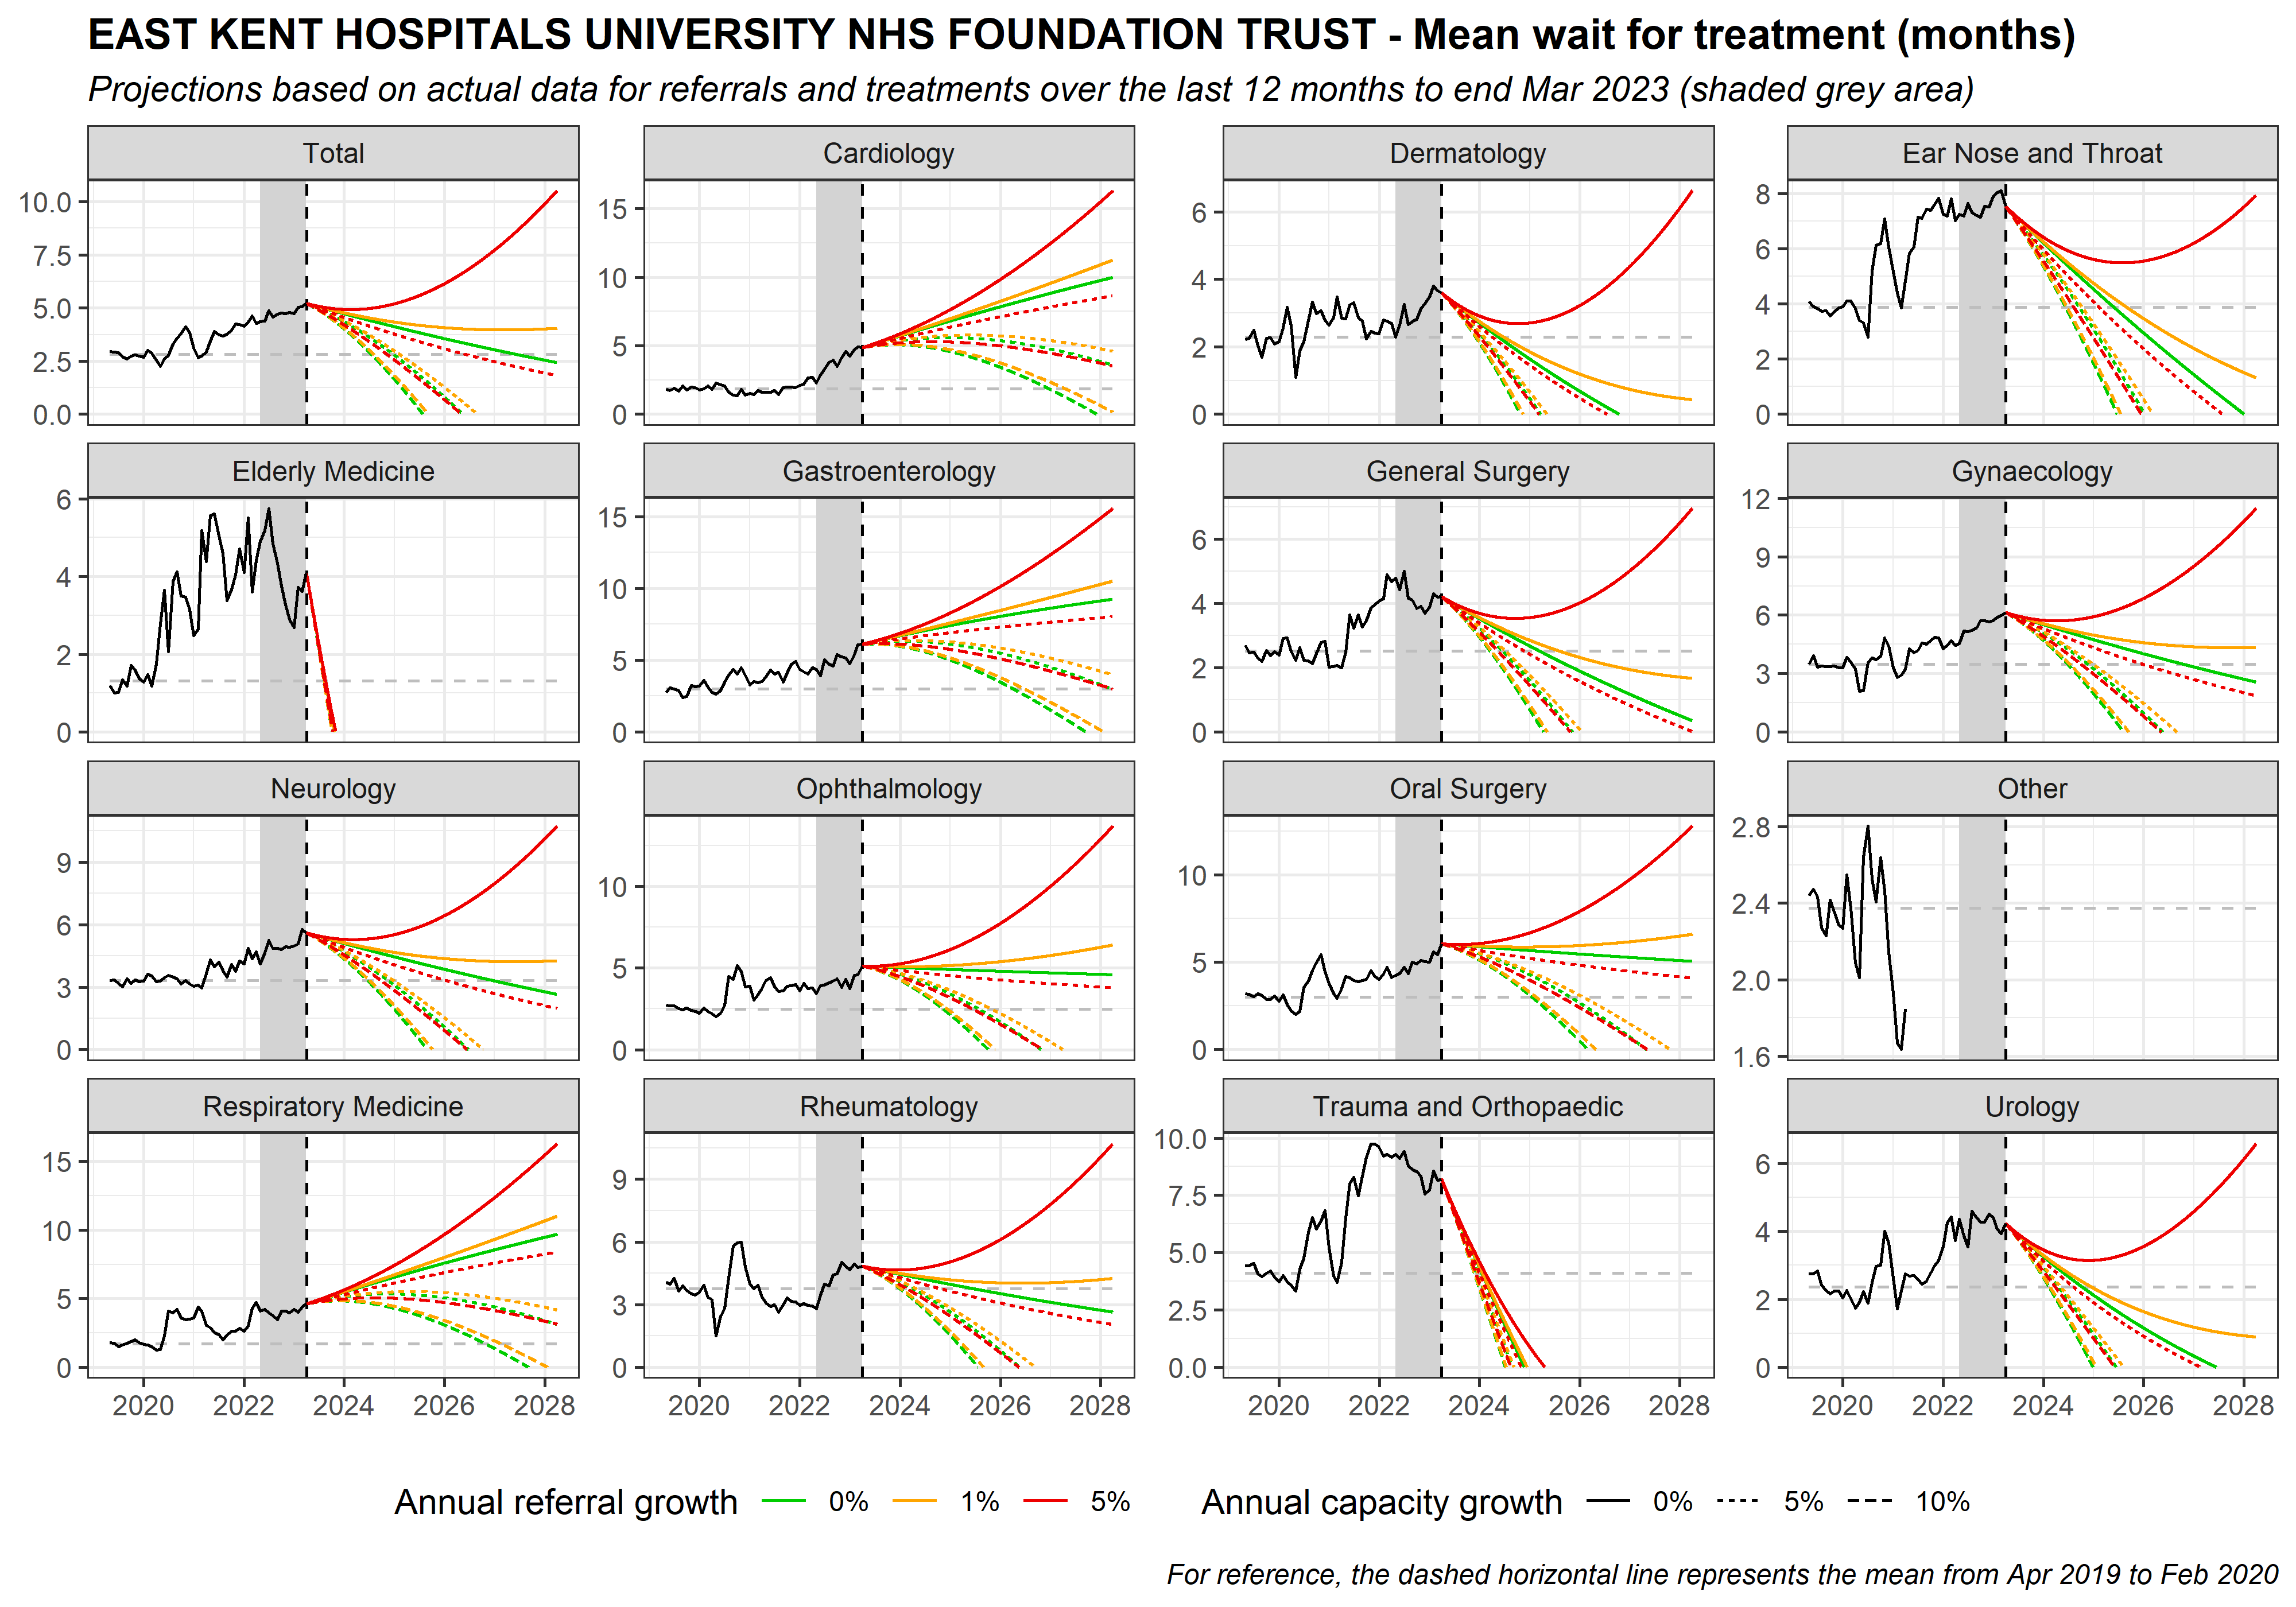 EAST KENT HOSPITALS UNIVERSITY NHS FOUNDATION TRUST - Mean wait for treatment (months)
Projections based on actual data for referrals and treatments over the last 12 months to end Mar 2023 (shaded grey area)
Total
Cardiology
Dermatology
Ear Nose and Throat
10.0
7.5
5.0
2.5
0.0
15
10
5
0
6
4
2
0
8
6
4
2
0
Elderly Medicine
Gastroenterology
General Surgery
Gynaecology
6
4
2
0
15
10
5
0
6
4
2
0
12
9
6
3
0
Neurology
Ophthalmology
Oral Surgery
Other
9
6
3
0
10
5
0
10
5
0
2.8
2.4
2.0
1.6
Respiratory Medicine
Rheumatology
Trauma and Orthopaedic
Urology
15
10
5
0
9
6
3
0
10.0
7.5
5.0
2.5
0.0
6
4
2
0
2020 2022 2024 2026 2028
2020 2022 2024 2026 2028
2020 2022 2024 2026 2028
2020 2022 2024 2026 2028
Annual referral growth 0% 1% 5%
Annual capacity growth 0% 5% 10%
For reference, the dashed horizontal line represents the mean from Apr 2019 to Feb 2020